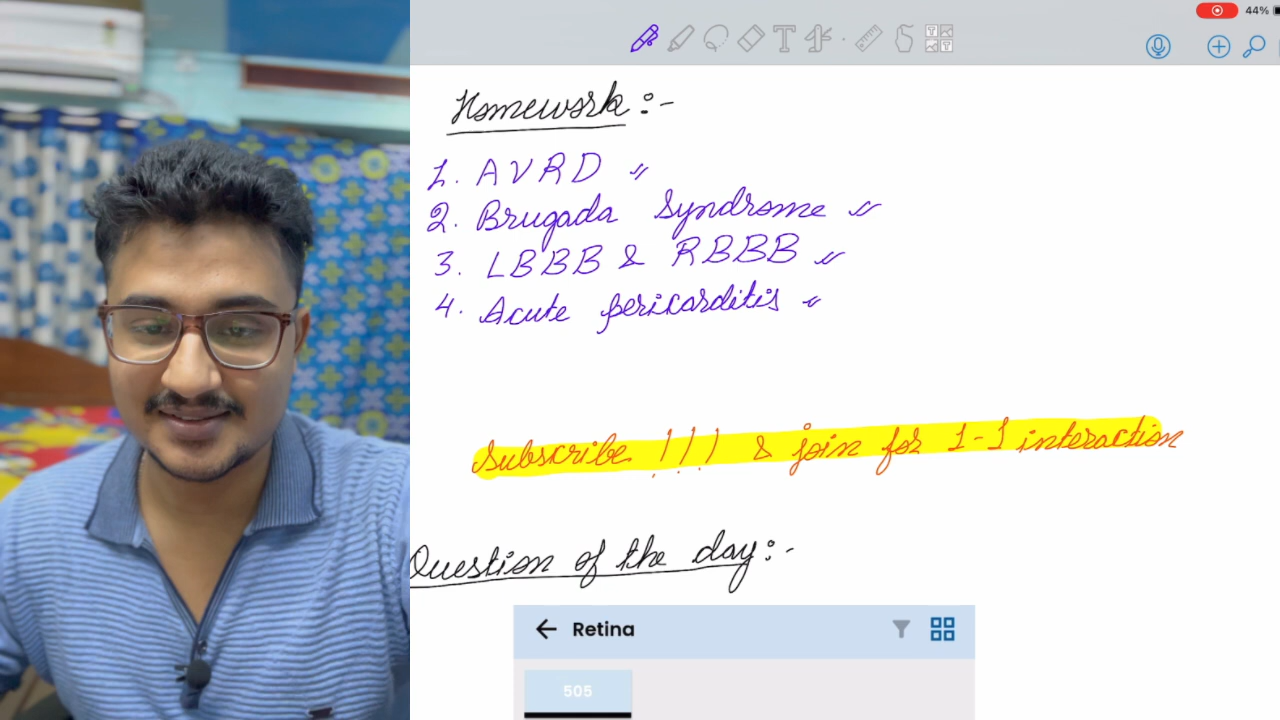 44%
Homework :-
1. AVRD
2. Brugada Syndrome
3. LBBB & RBBB
4. Acute pericarditis
Subscribe !!! & join for 1-1 interaction
Question of the day :-
Retina
505